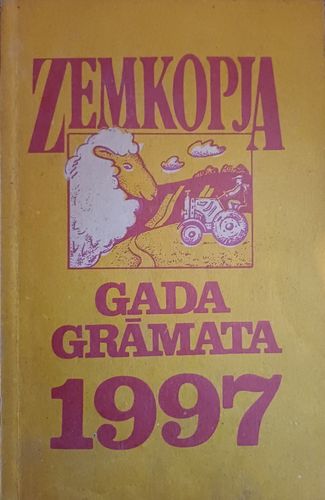 ZEMKOPJA
GADA
GRĀMATA
1997